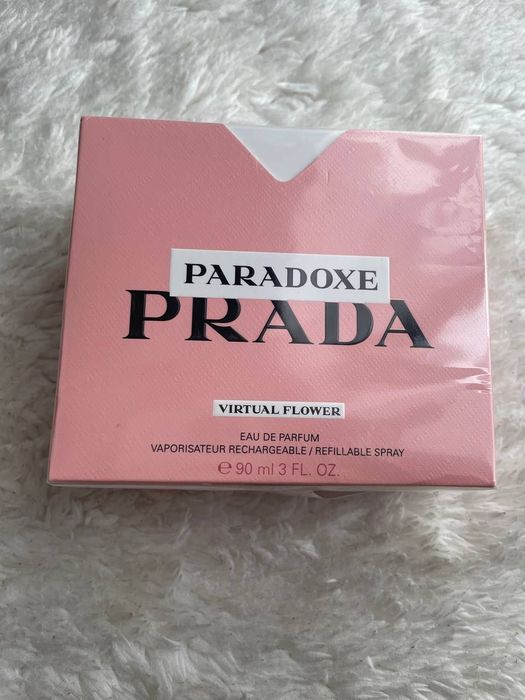 PARADOXE
PRADA
VIRTUAL FLOWER
EAU DE PARFUM
VAPORISATEUR RECHARGEABLE / REFILLABLE SPRAY
℮ 90 ml 3 FL. OZ.